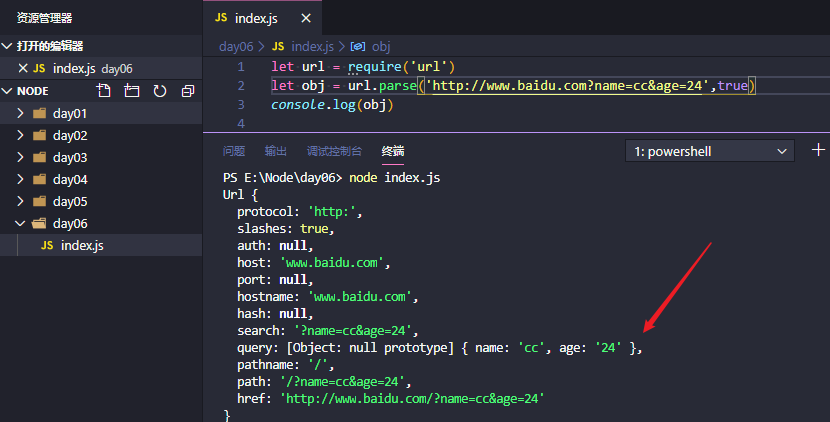 资源管理器
打开的编辑器
JS index.js day06
NODE
day01
day02
day03
day04
day05
day06
JS index.js
JS index.js
day06 > JS index.js > obj
1 let url = require('url')
2 let obj = url.parse('http://www.baidu.com?name=cc&age=24',true)
3 console.log(obj)
4
问题 输出 调试控制台 终端 1: powershell
PS E:\Node\day06> node index.js
Url {
protocol: 'http:',
slashes: true,
auth: null,
host: 'www.baidu.com',
port: null,
hostname: 'www.baidu.com',
hash: null,
search: '?name=cc&age=24',
query: [Object: null prototype] { name: 'cc', age: '24' },
pathname: '/',
path: '/?name=cc&age=24',
href: 'http://www.baidu.com/?name=cc&age=24'
}